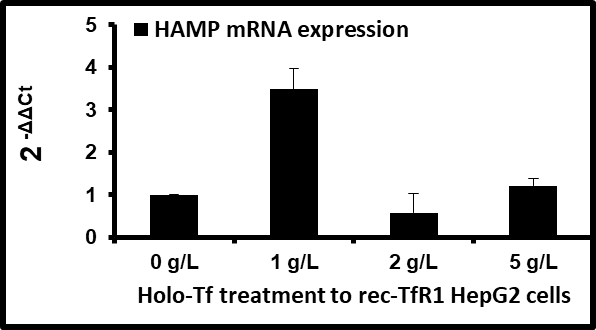 HAMP mRNA expression
2 -ΔΔCt
5
4
3
2
1
0
0 g/L 1 g/L 2 g/L 5 g/L
Holo-Tf treatment to rec-TfR1 HepG2 cells